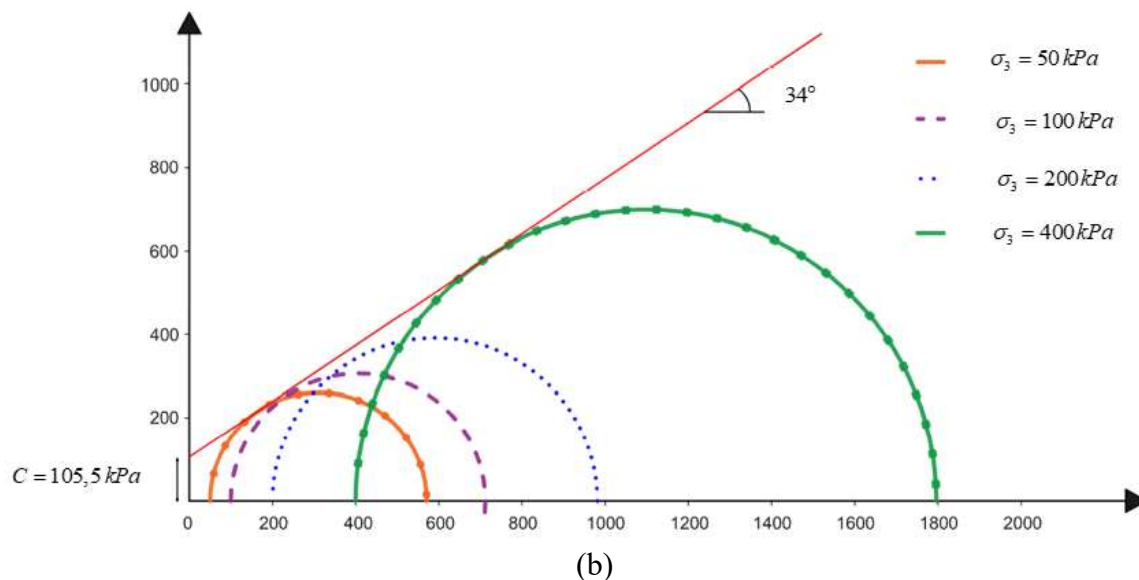 1000
800
600
400
200
C = 105,5 kPa
0 200 400 600 800 1000 1200 1400 1600 1800 2000
34°
σ₃ = 50 kPa
σ₃ = 100 kPa
σ₃ = 200 kPa
σ₃ = 400 kPa
(b)